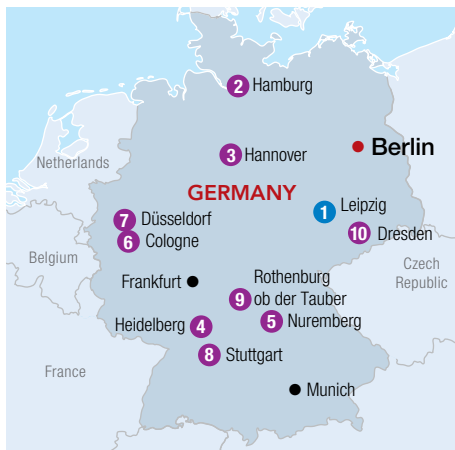 2 Hamburg
3 Hannover
Berlin
Netherlands
GERMANY
1 Leipzig
7 Düsseldorf
10 Dresden
6 Cologne
Belgium
Czech
Republic
Frankfurt
Rothenburg
9 ob der Tauber
Heidelberg 4
5 Nuremberg
8 Stuttgart
France
Munich